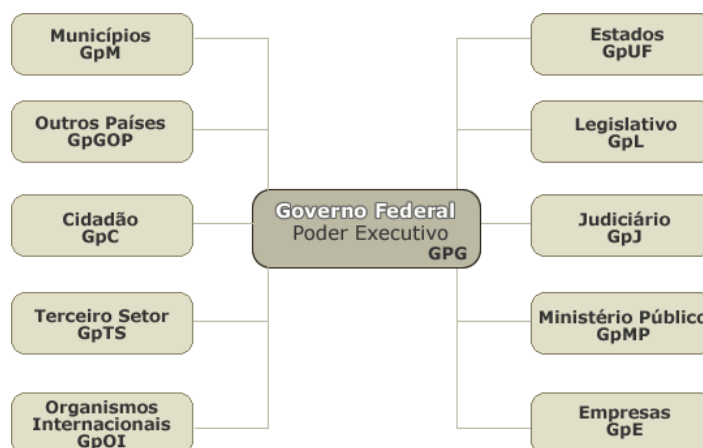 Municípios
GpM
Outros Países
GpGOP
Cidadão
GpC
Terceiro Setor
GpTS
Organismos
Internacionais
GpOI
Governo Federal
Poder Executivo
GPG
Estados
GpUF
Legislativo
GpL
Judiciário
GpJ
Ministério Público
GpMP
Empresas
GpE